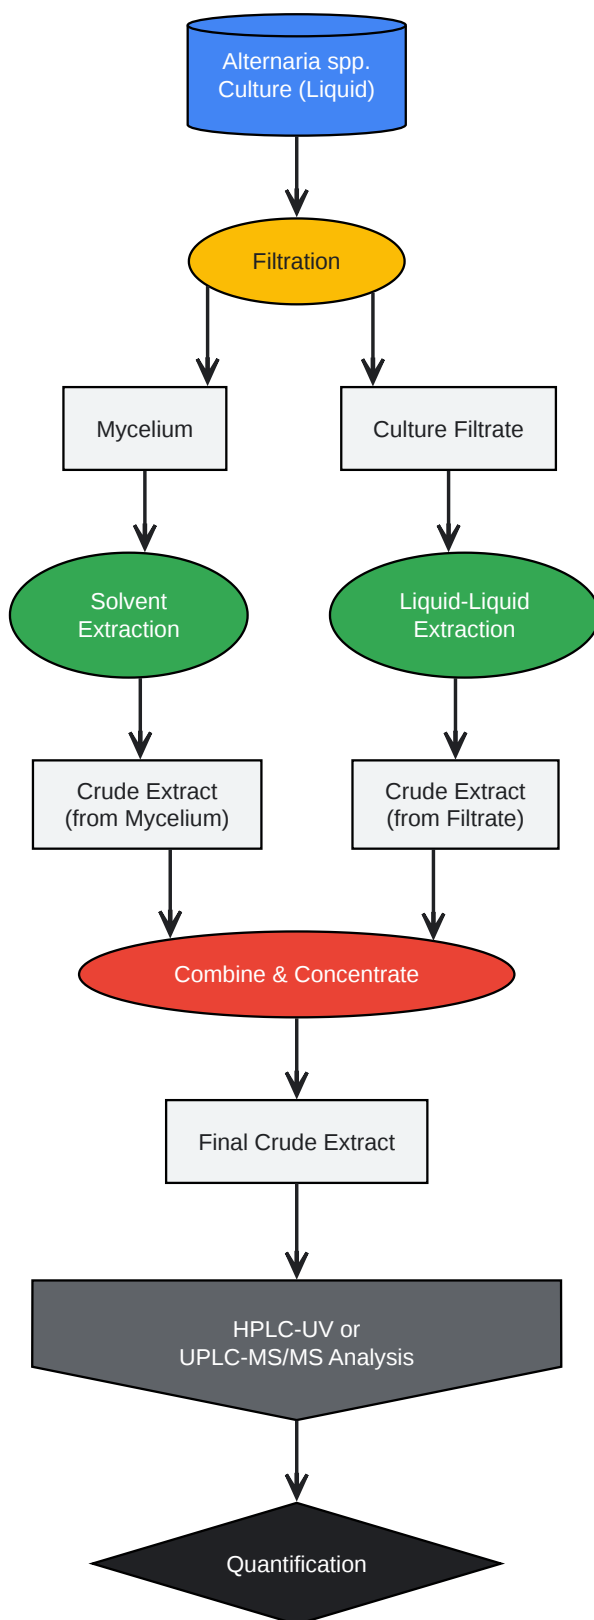 Alternaria spp.
Culture (Liquid)
Filtration
Mycelium
Culture Filtrate
Solvent
Extraction
Liquid-Liquid
Extraction
Crude Extract
(from Mycelium)
Crude Extract
(from Filtrate)
Combine & Concentrate
Final Crude Extract
HPLC-UV or
UPLC-MS/MS Analysis
Quantification